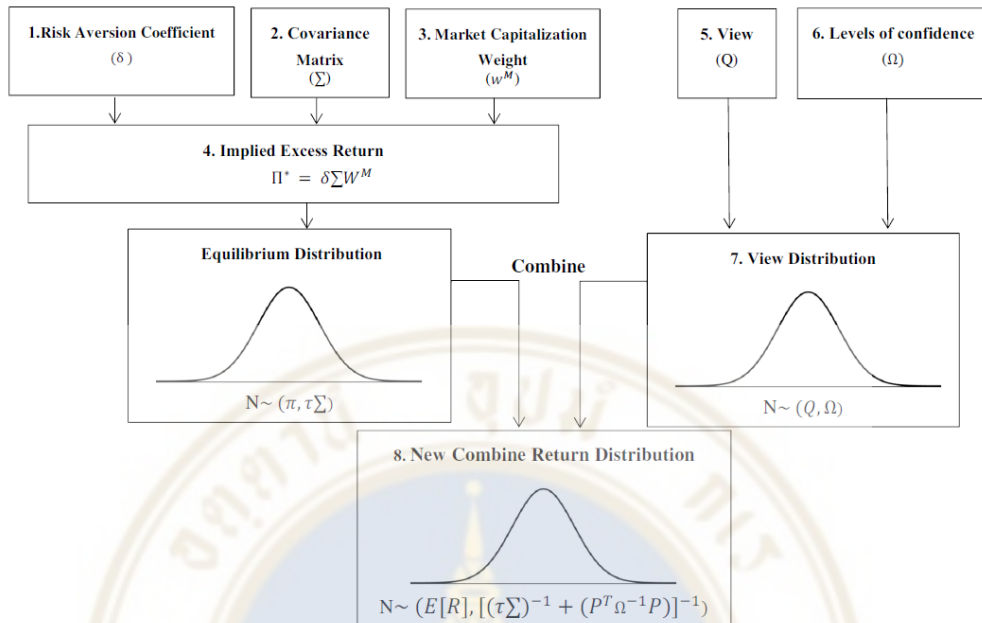 1.Risk Aversion Coefficient
(δ)
2. Covariance
Matrix
(∑)
3. Market Capitalization
Weight
(w^M)
5. View
(Q)
6. Levels of confidence
(Ω)
4. Implied Excess Return
Π* = δ∑W^M
Equilibrium Distribution
N~ (π, τ∑)
Combine
7. View Distribution
N~ (Q, Ω)
8. New Combine Return Distribution
N~ (E[R], [(τ∑)^-1 + (P^T Ω^-1 P)]^-1)